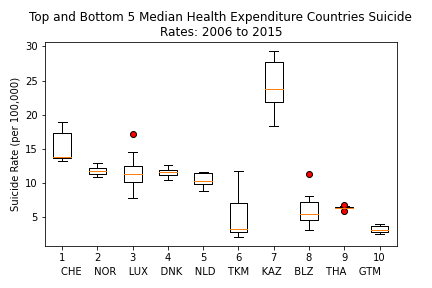 Top and Bottom 5 Median Health Expenditure Countries Suicide
Rates: 2006 to 2015
Suicide Rate (per 100,000)
30
25
20
15
10
5
1 2 3 4 5 6 7 8 9 10
CHE NOR LUX DNK NLD TKM KAZ BLZ THA GTM